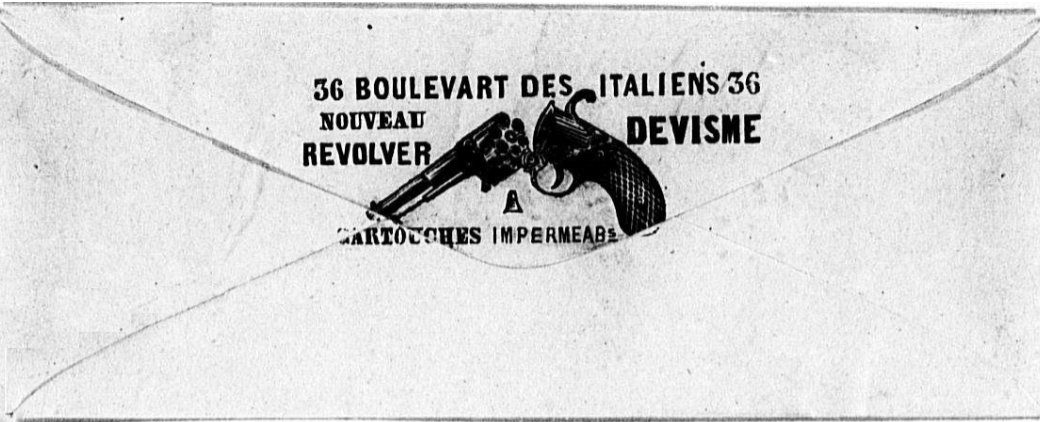 36 BOULEVART DES ITALIENS 36
NOUVEAU
REVOLVER
DEVISME
A
CARTOUCHES IMPERMEABS